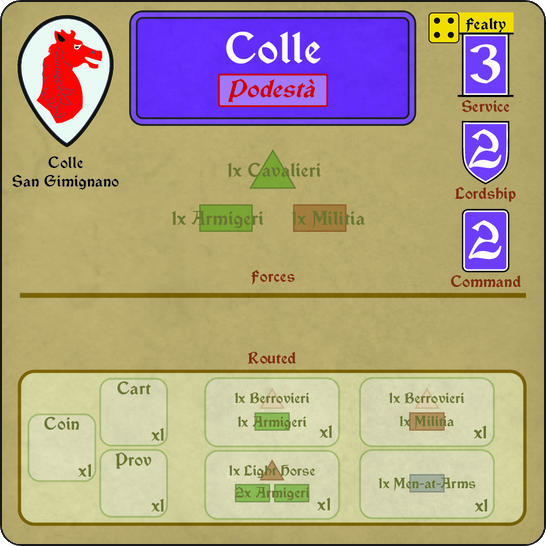 Colle
Podestà
Fealty
3
Service
Colle
San Gimignano
2
Lordship
1x Cavalieri
1x Armigeri
1x Militia
2
Command
Forces
Routed
Cart
x1
Coin
x1
Prov
x1
1x Berrovieri
1x Armigeri
x1
1x Berrovieri
1x Militia
x1
1x Light Horse
2x Armigeri
x1
1x Men-at-Arms
x1